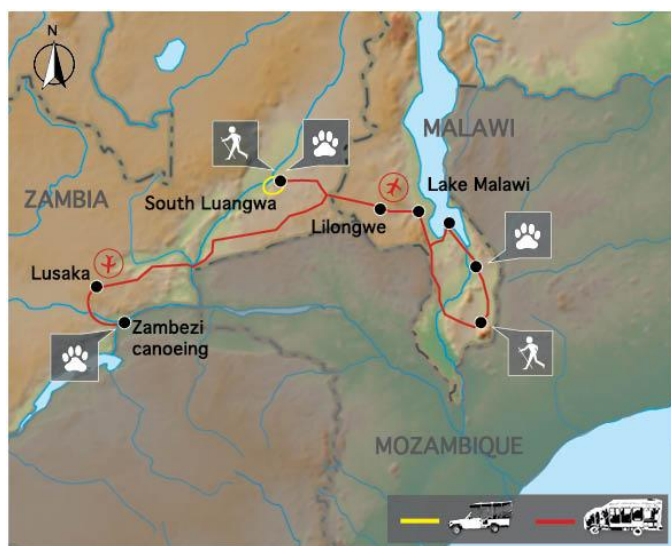 N
MALAWI
ZAMBIA
South Luangwa
Lake Malawi
Lilongwe
Lusaka
Zambezi
canoeing
MOZAMBIQUE